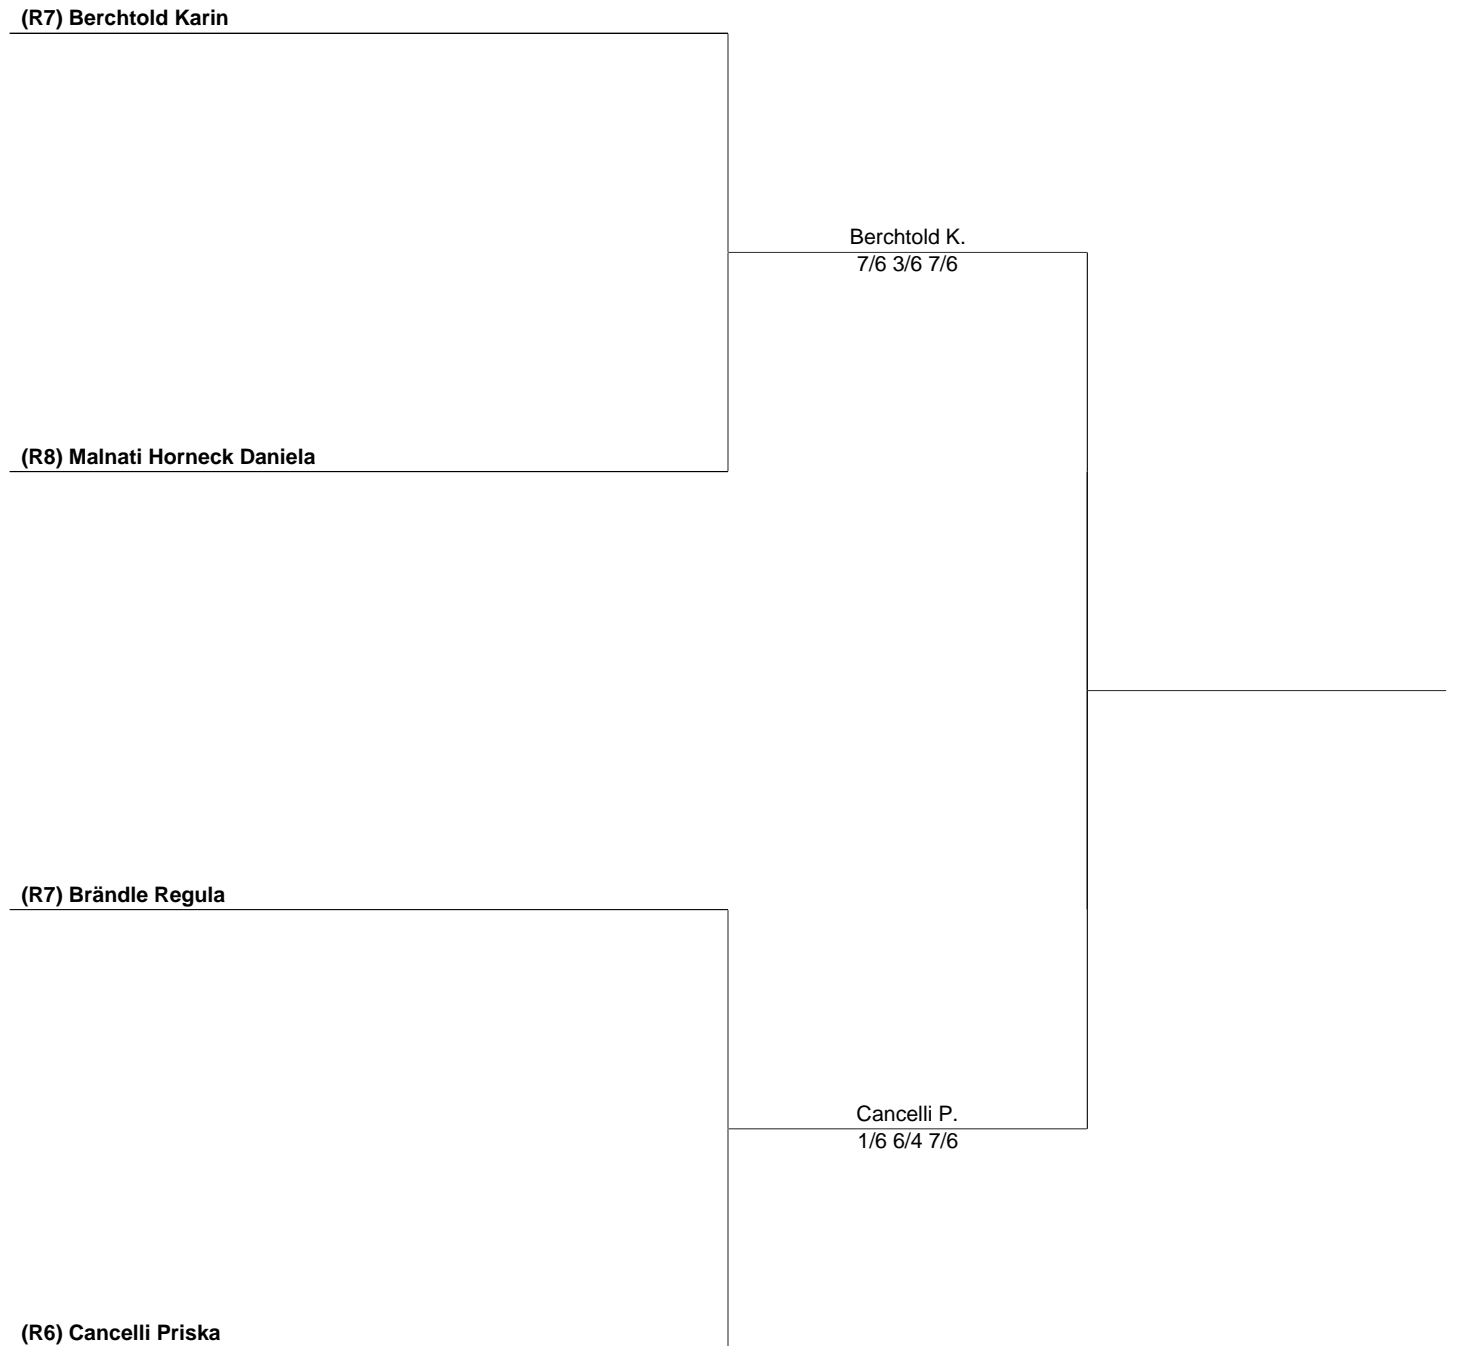 (R7) Berchtold Karin
Berchtold K.
7/6 3/6 7/6
(R8) Malnati Horneck Daniela
(R7) Brändle Regula
Cancelli P.
1/6 6/4 7/6
(R6) Cancelli Priska